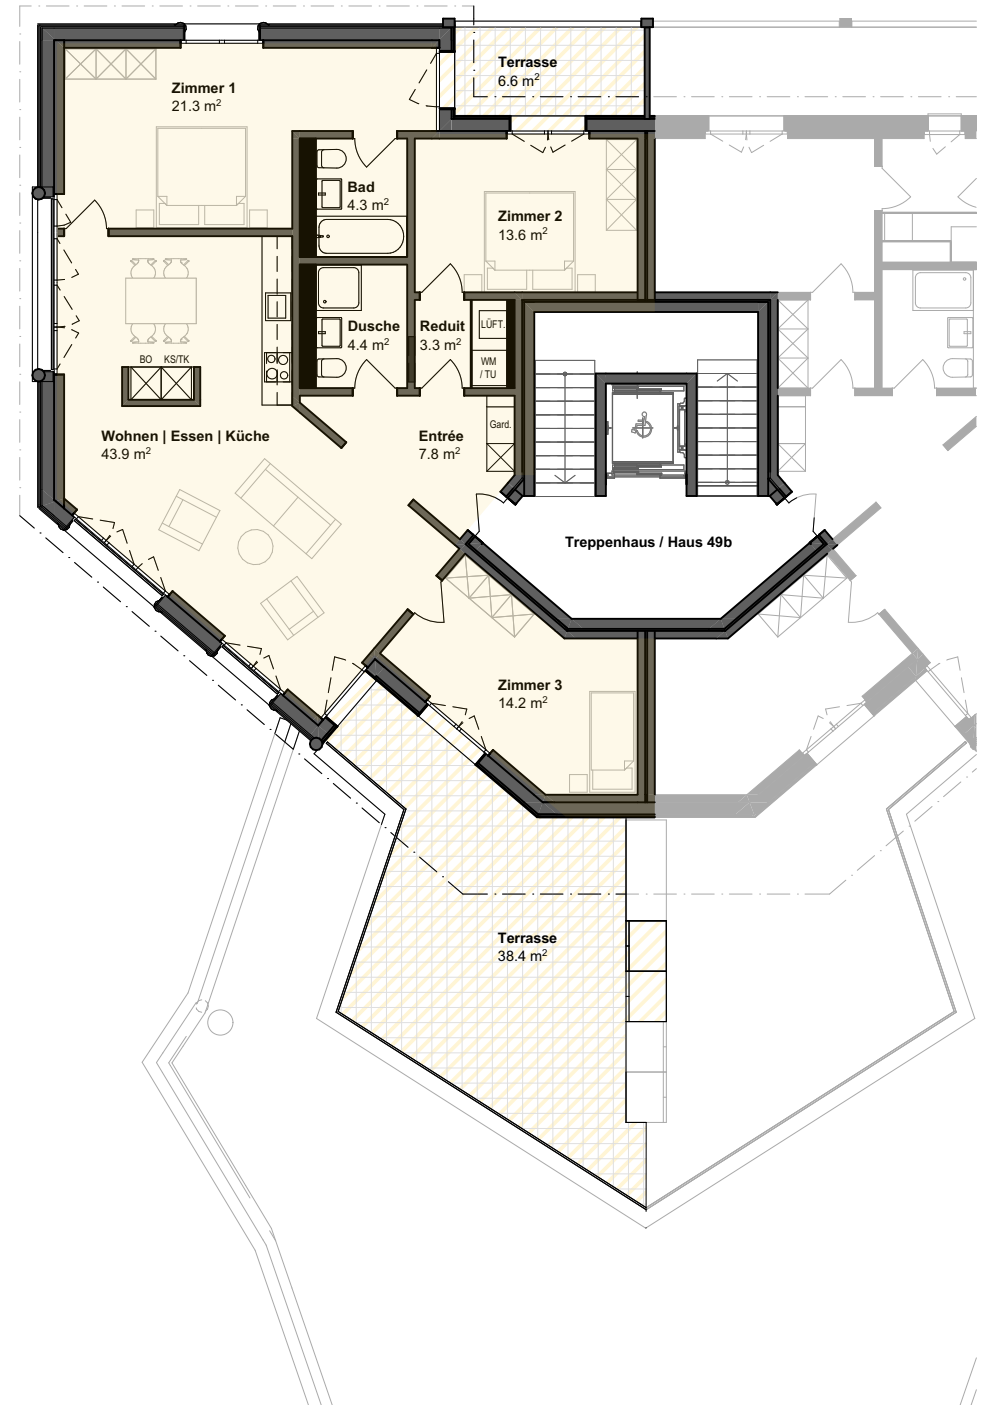 Terrasse
6.6 m²
Zimmer 1
21.3 m²
Bad
4.3 m²
Zimmer 2
13.6 m²
Dusche
4.4 m²
Reduit
3.3 m²
LÜFT.
WM
/ TU
BO KS/TK
Wohnen | Essen | Küche
43.9 m²
Entrée
7.8 m²
Gard.
Treppenhaus / Haus 49b
Zimmer 3
14.2 m²
Terrasse
38.4 m²